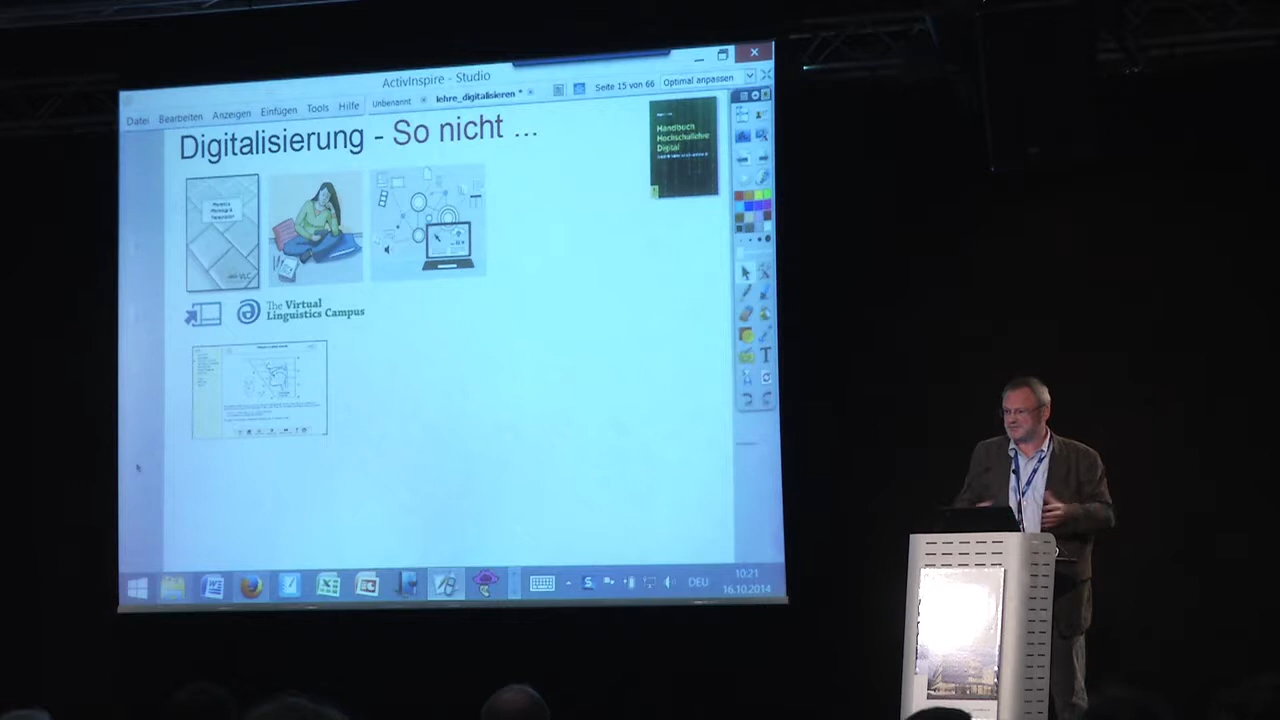 ActivInspire - Studio
Datei Bearbeiten Anzeigen Einfügen Tools Hilfe
Unbenannt
lehre_digitalisieren *
Seite 15 von 66
Optimal anpassen
Digitalisierung - So nicht ...
Handbuch
Hochschullehre
Digital
VLC
The Virtual
Linguistics Campus
DEU
10:21
16.10.2014